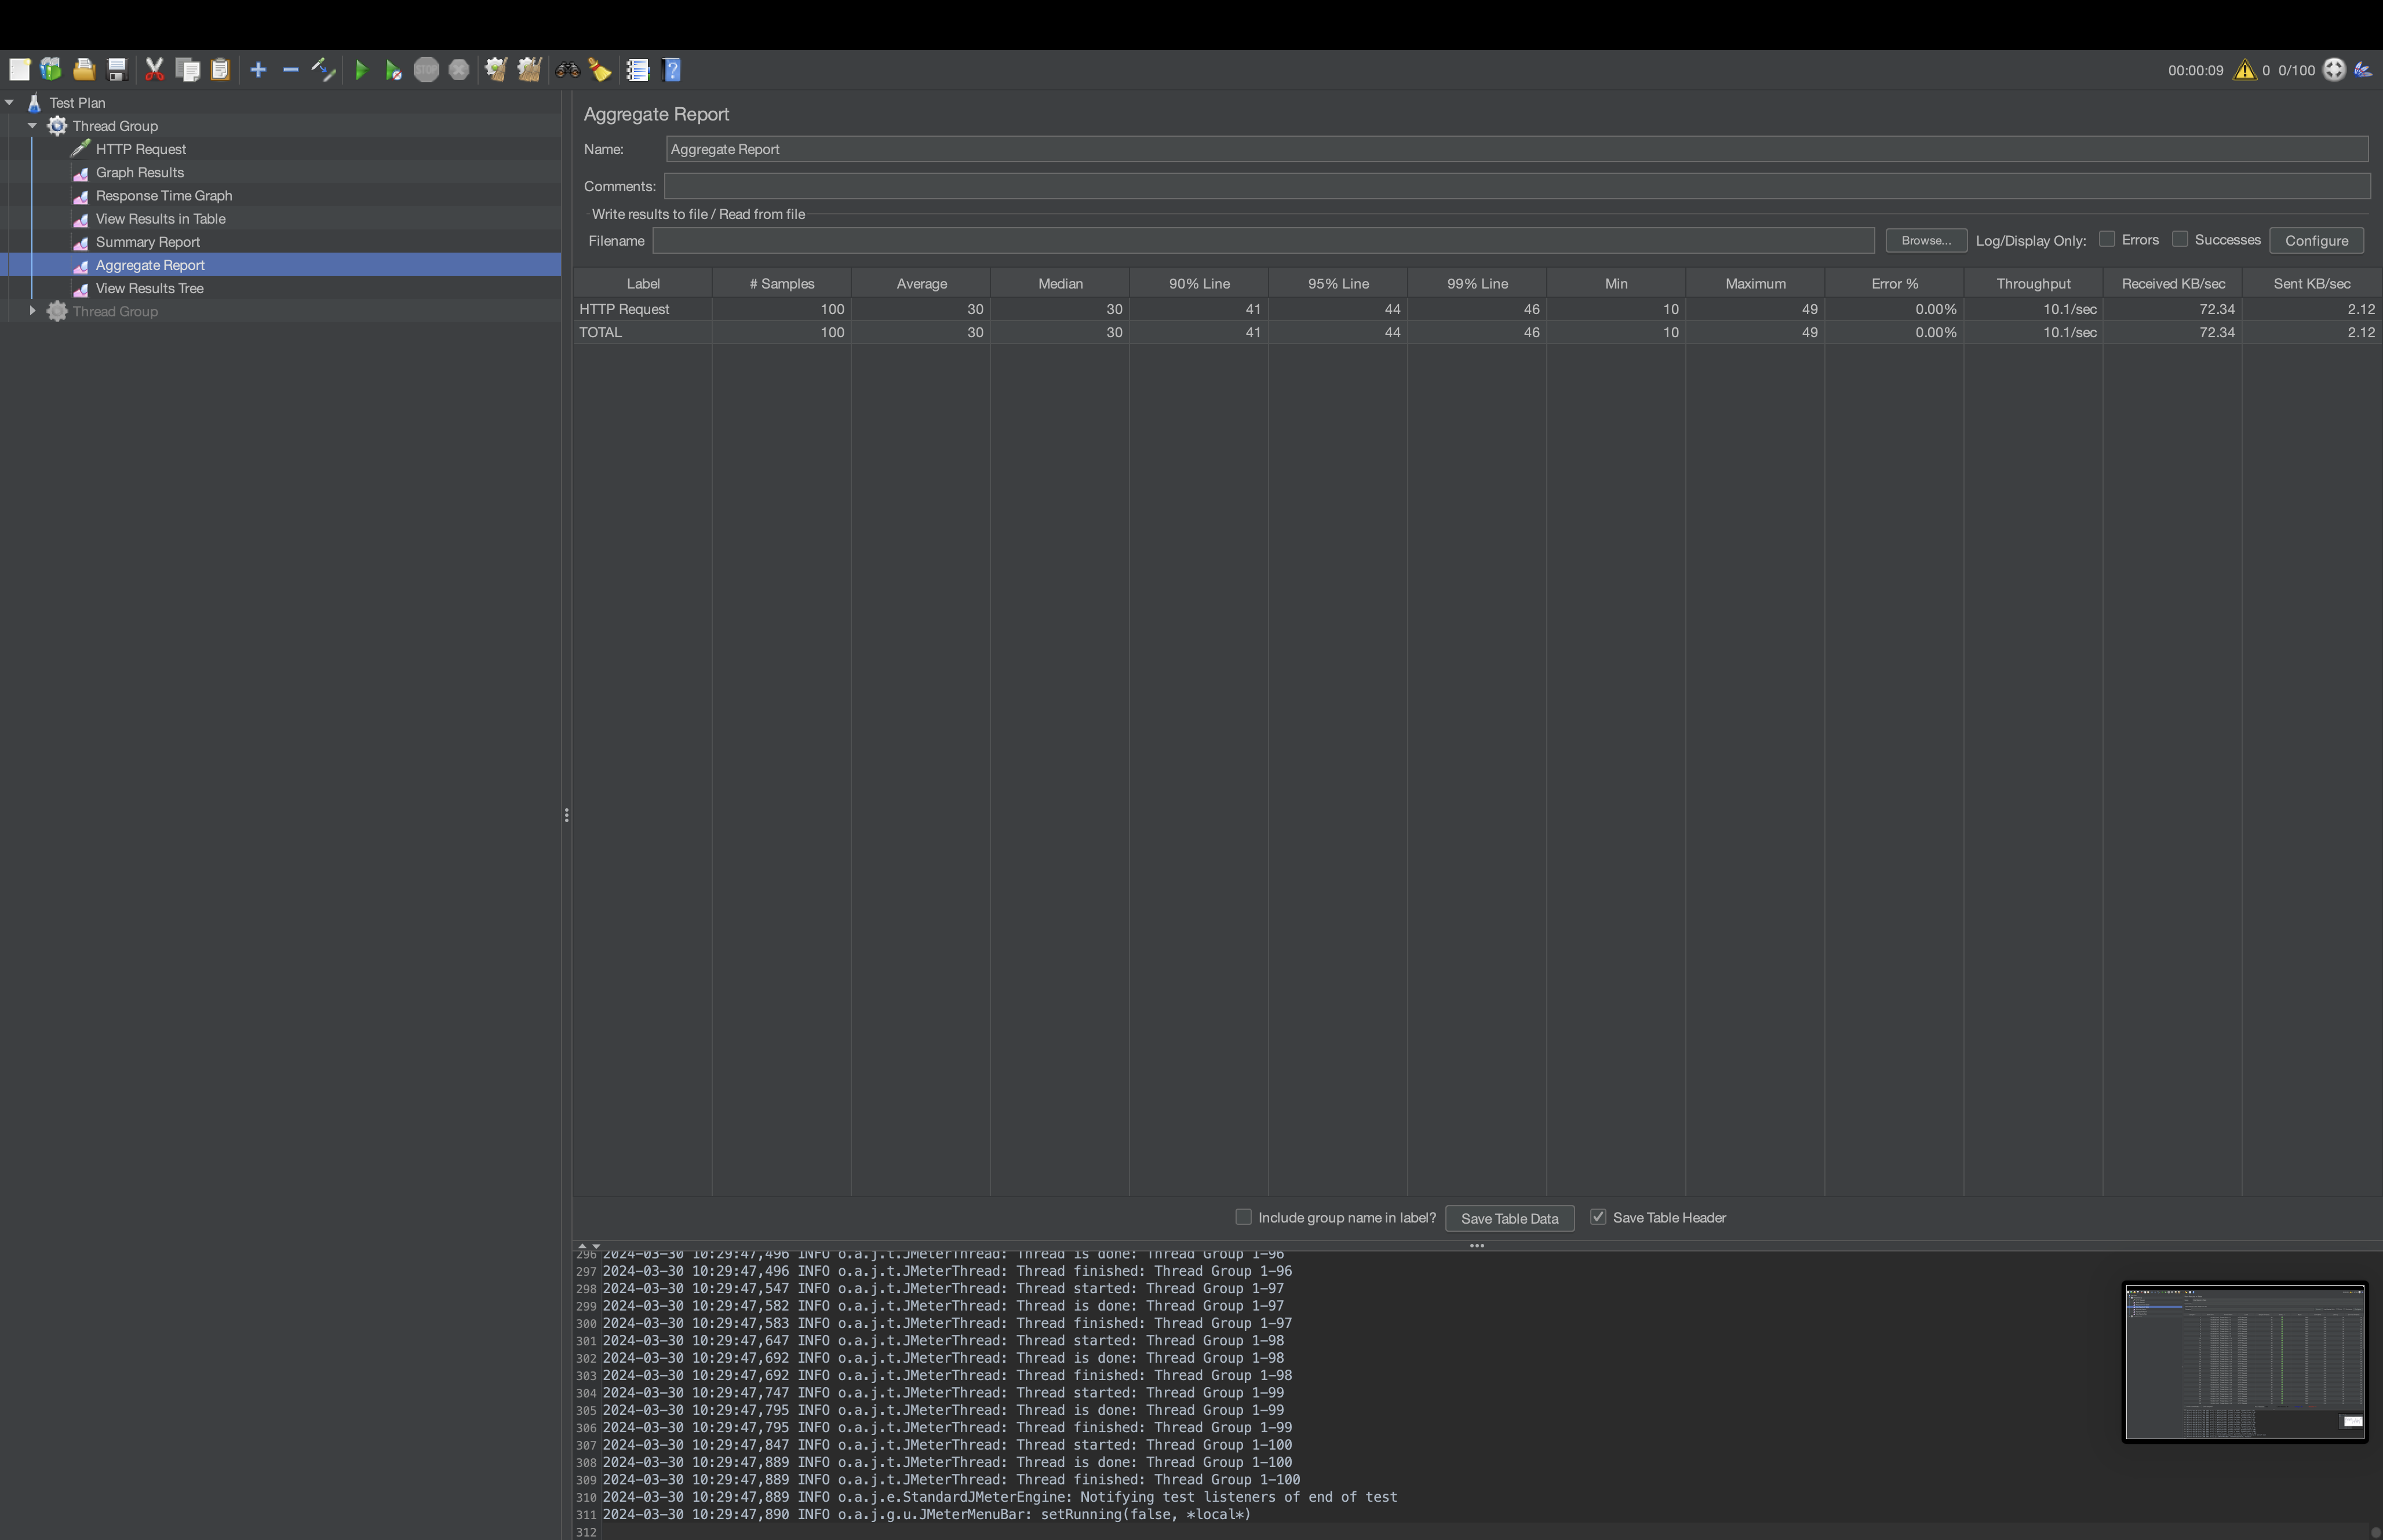 STOP
?
00:00:09 0 0/100
Test Plan
Thread Group
HTTP Request
Graph Results
Response Time Graph
View Results in Table
Summary Report
Aggregate Report
View Results Tree
Thread Group
Aggregate Report
Name: Aggregate Report
Comments:
Write results to file / Read from file
Filename Browse... Log/Display Only: Errors Successes Configure
Label # Samples Average Median 90% Line 95% Line 99% Line Min Maximum Error % Throughput Received KB/sec Sent KB/sec
HTTP Request 100 30 30 41 44 46 10 49 0.00% 10.1/sec 72.34 2.12
TOTAL 100 30 30 41 44 46 10 49 0.00% 10.1/sec 72.34 2.12
Include group name in label? Save Table Data Save Table Header
296 2024-03-30 10:29:47,496 INFO o.a.j.t.JMeterThread: Thread is done: Thread Group 1-96
297 2024-03-30 10:29:47,496 INFO o.a.j.t.JMeterThread: Thread finished: Thread Group 1-96
298 2024-03-30 10:29:47,547 INFO o.a.j.t.JMeterThread: Thread started: Thread Group 1-97
299 2024-03-30 10:29:47,582 INFO o.a.j.t.JMeterThread: Thread is done: Thread Group 1-97
300 2024-03-30 10:29:47,583 INFO o.a.j.t.JMeterThread: Thread finished: Thread Group 1-97
301 2024-03-30 10:29:47,647 INFO o.a.j.t.JMeterThread: Thread started: Thread Group 1-98
302 2024-03-30 10:29:47,692 INFO o.a.j.t.JMeterThread: Thread is done: Thread Group 1-98
303 2024-03-30 10:29:47,692 INFO o.a.j.t.JMeterThread: Thread finished: Thread Group 1-98
304 2024-03-30 10:29:47,747 INFO o.a.j.t.JMeterThread: Thread started: Thread Group 1-99
305 2024-03-30 10:29:47,795 INFO o.a.j.t.JMeterThread: Thread is done: Thread Group 1-99
306 2024-03-30 10:29:47,795 INFO o.a.j.t.JMeterThread: Thread finished: Thread Group 1-99
307 2024-03-30 10:29:47,847 INFO o.a.j.t.JMeterThread: Thread started: Thread Group 1-100
308 2024-03-30 10:29:47,889 INFO o.a.j.t.JMeterThread: Thread is done: Thread Group 1-100
309 2024-03-30 10:29:47,889 INFO o.a.j.t.JMeterThread: Thread finished: Thread Group 1-100
310 2024-03-30 10:29:47,889 INFO o.a.j.e.StandardJMeterEngine: Notifying test listeners of end of test
311 2024-03-30 10:29:47,890 INFO o.a.j.g.u.JMeterMenuBar: setRunning(false, *local*)
312